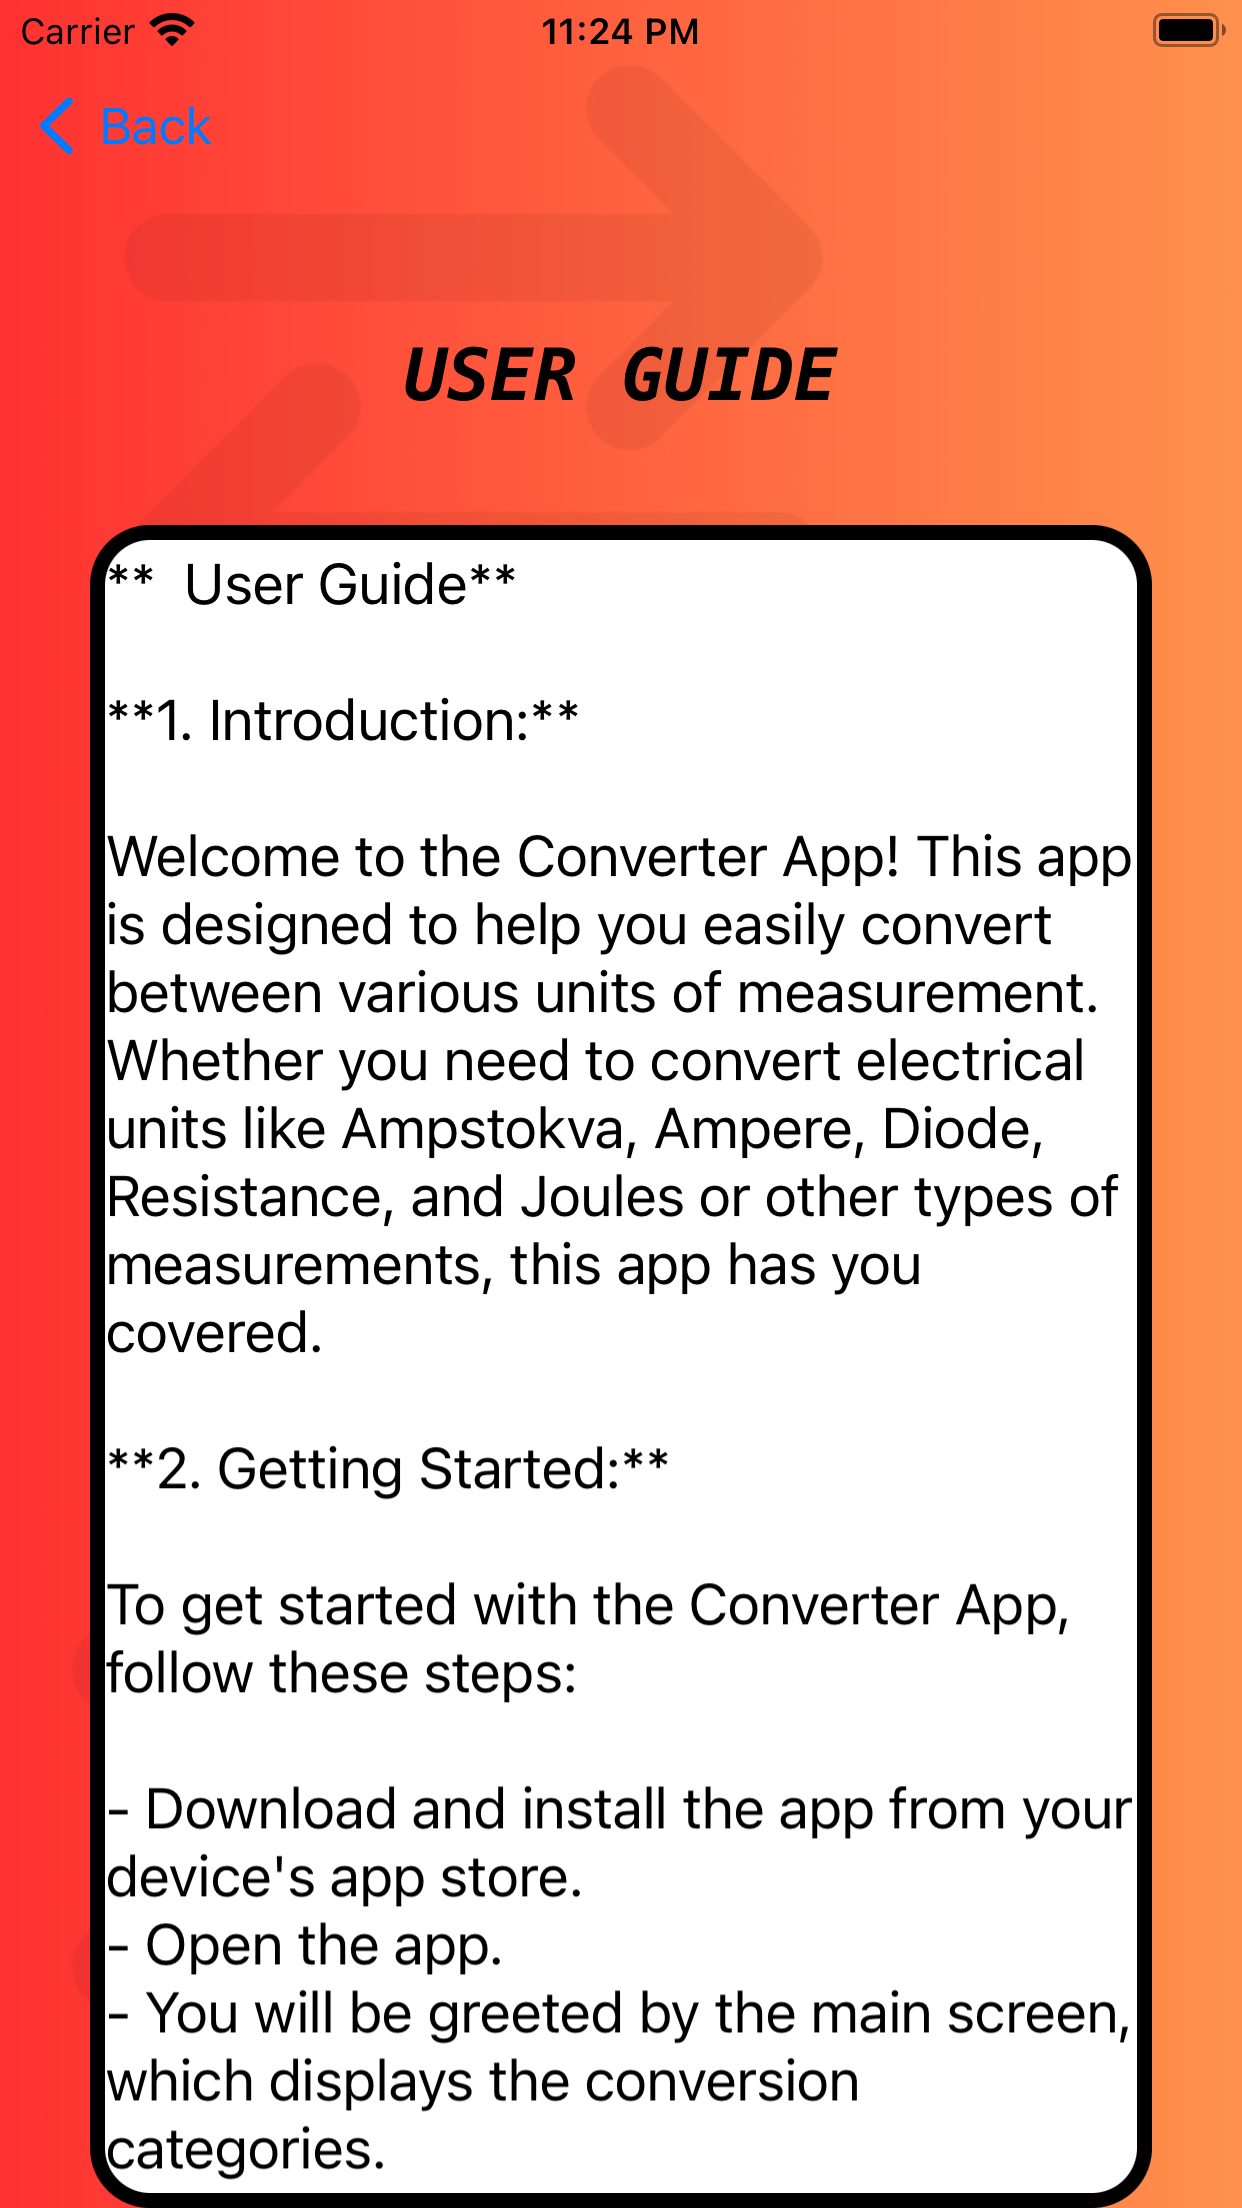 Carrier 11:24 PM
Back
USER GUIDE
**  User Guide**
**1. Introduction:**
Welcome to the Converter App! This app
is designed to help you easily convert
between various units of measurement.
Whether you need to convert electrical
units like Ampstokva, Ampere, Diode,
Resistance, and Joules or other types of
measurements, this app has you
covered.
**2. Getting Started:**
To get started with the Converter App,
follow these steps:
- Download and install the app from your
device's app store.
- Open the app.
- You will be greeted by the main screen,
which displays the conversion
categories.